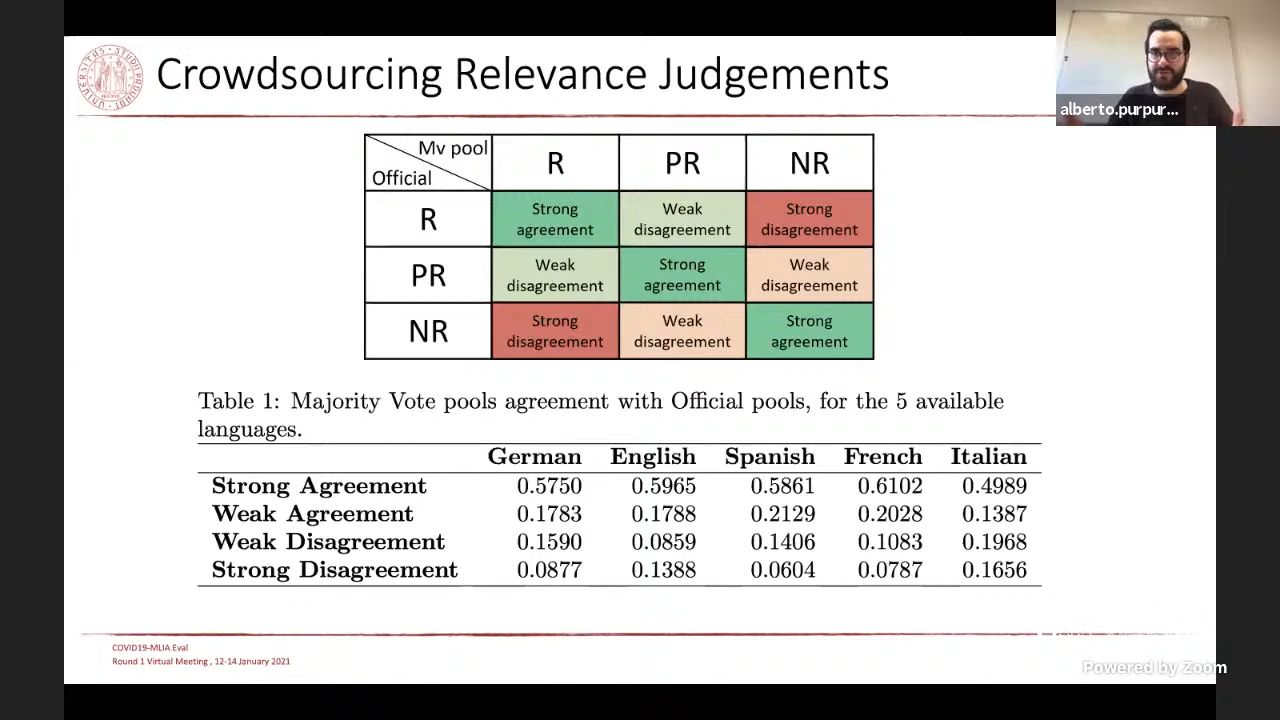 Crowdsourcing Relevance Judgements
alberto.purpur...
Mv pool R PR NR
Official
R Strong agreement Weak disagreement Strong disagreement
PR Weak disagreement Strong agreement Weak disagreement
NR Strong disagreement Weak disagreement Strong agreement
Table 1: Majority Vote pools agreement with Official pools, for the 5 available
languages.
German English Spanish French Italian
Strong Agreement 0.5750 0.5965 0.5861 0.6102 0.4989
Weak Agreement 0.1783 0.1788 0.2129 0.2028 0.1387
Weak Disagreement 0.1590 0.0859 0.1406 0.1083 0.1968
Strong Disagreement 0.0877 0.1388 0.0604 0.0787 0.1656
COVID19-MLIA Eval
Round 1 Virtual Meeting , 12-14 January 2021
Powered by Zoom